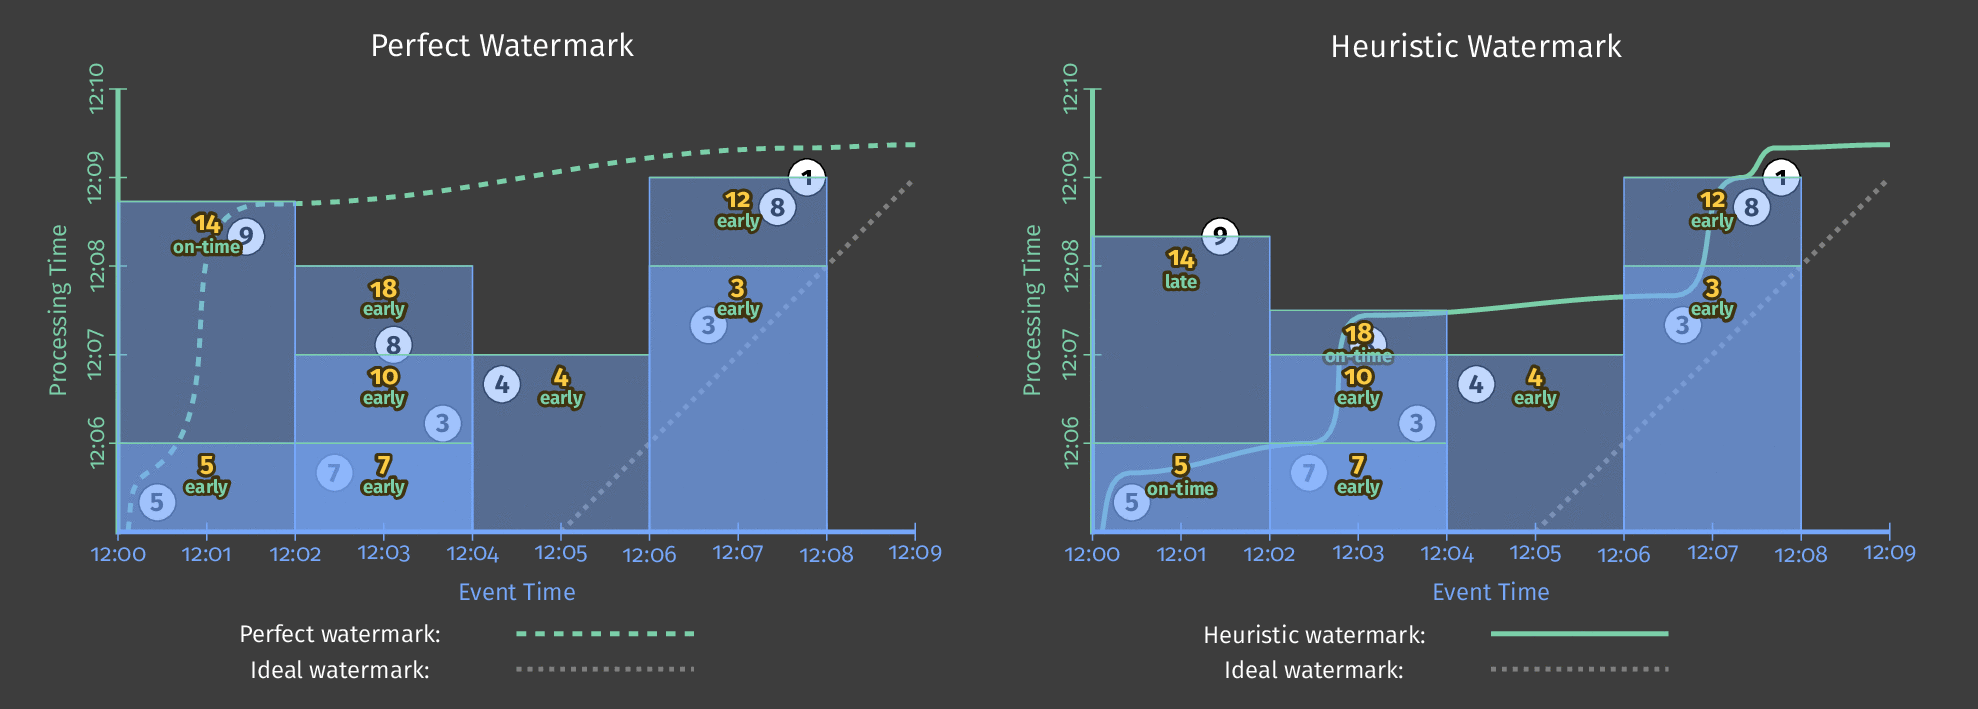 Perfect Watermark
Processing Time
12:10
12:09
12:08
12:07
12:06
14
on-time
9
5
early
5
18
early
8
10
early
3
7
7
early
4
4
early
12
early
8
1
3
early
3
12:00 12:01 12:02 12:03 12:04 12:05 12:06 12:07 12:08 12:09
Event Time
Perfect watermark:
Ideal watermark:
Heuristic Watermark
Processing Time
12:10
12:09
12:08
12:07
12:06
9
14
late
5
on-time
5
18
on-time
10
early
3
7
7
early
4
4
early
1
12
early
8
3
early
3
12:00 12:01 12:02 12:03 12:04 12:05 12:06 12:07 12:08 12:09
Event Time
Heuristic watermark:
Ideal watermark: